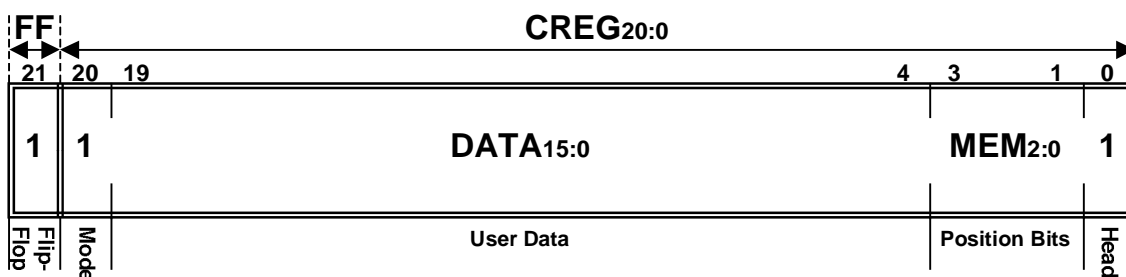 FF CREG20:0
21 20 19 4 3 1 0
1 1 DATA15:0 MEM2:0 1
Flip-Flop Mode User Data Position Bits Head